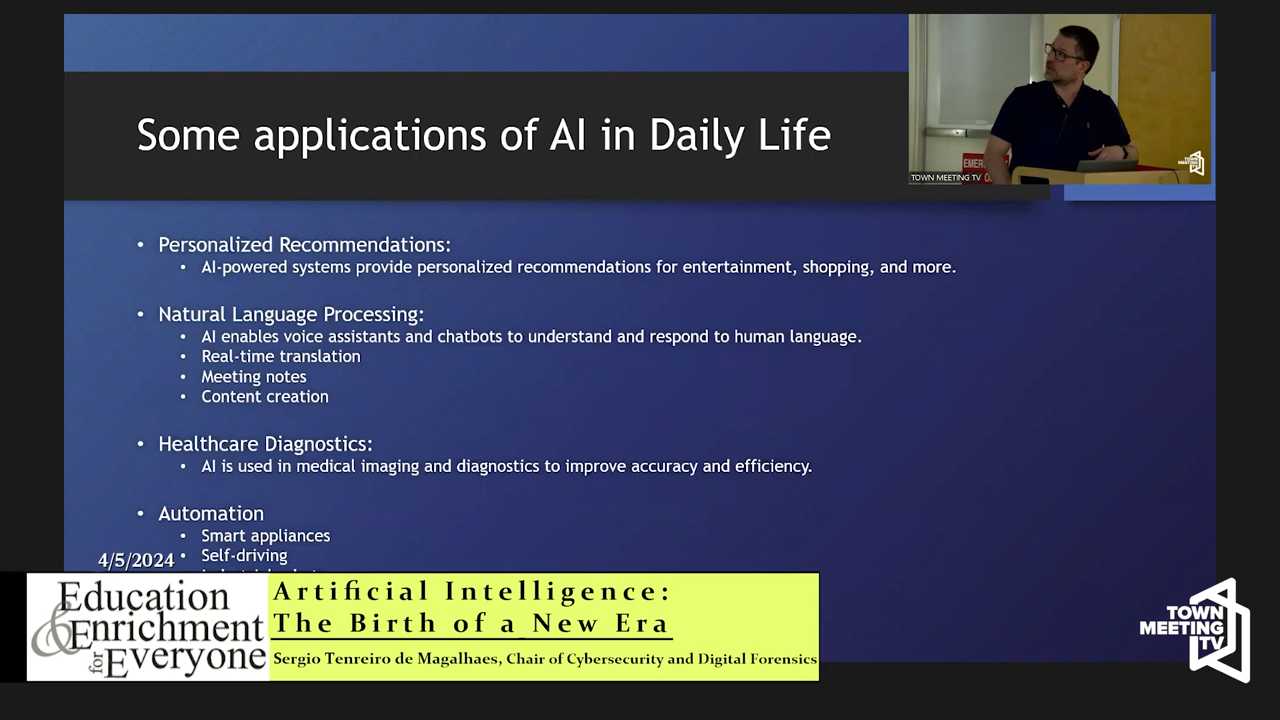 Some applications of AI in Daily Life
EMER
TOWN MEETING TV
TOWN
MEETING
• Personalized Recommendations:
• AI-powered systems provide personalized recommendations for entertainment, shopping, and more.
• Natural Language Processing:
• AI enables voice assistants and chatbots to understand and respond to human language.
• Real-time translation
• Meeting notes
• Content creation
• Healthcare Diagnostics:
• AI is used in medical imaging and diagnostics to improve accuracy and efficiency.
• Automation
• Smart appliances
• Self-driving
4/5/2024
Education
& Enrichment
for Everyone
Artificial Intelligence:
The Birth of a New Era
Sergio Tenreiro de Magalhaes, Chair of Cybersecurity and Digital Forensics
TOWN
MEETING
TV